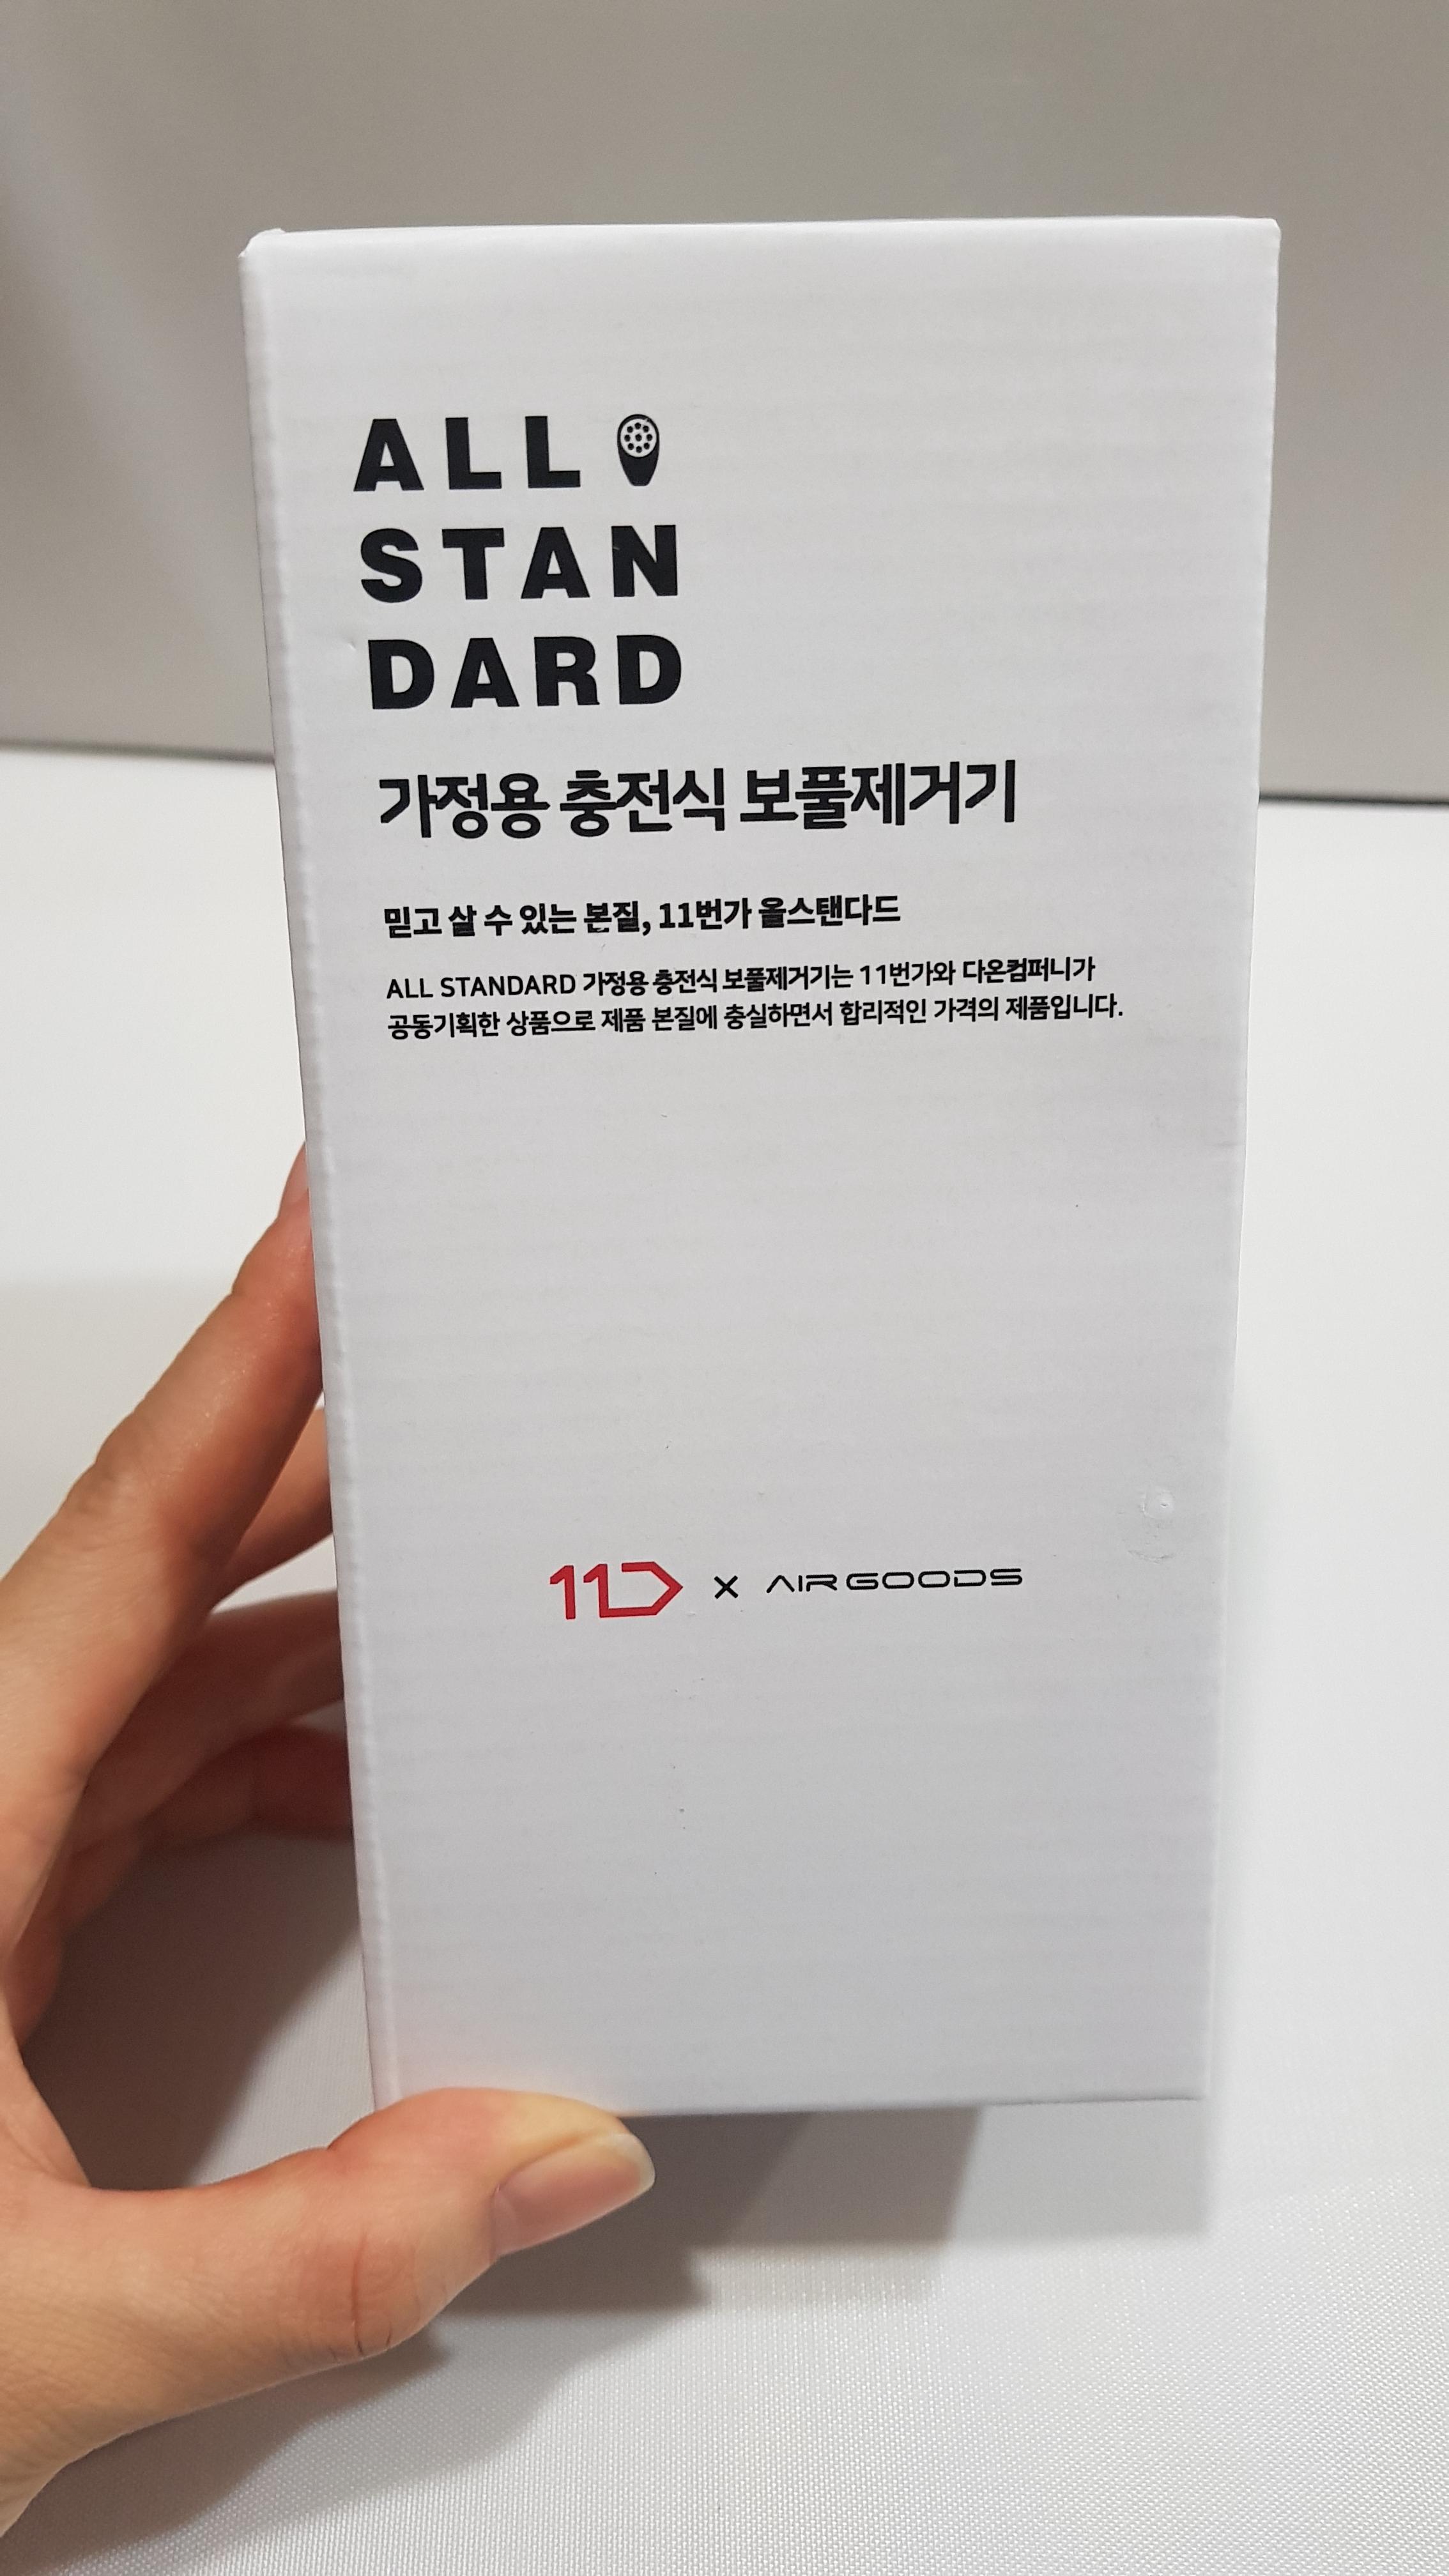 ALL
STAN
DARD
가정용 충전식 보풀제거기
믿고 살 수 있는 본질, 11번가 올스탠다드
ALL STANDARD 가정용 충전식 보풀제거기는 11번가와 다온컴퍼니가
공동기획한 상품으로 제품 본질에 충실하면서 합리적인 가격의 제품입니다.
11 x AIR GOODS